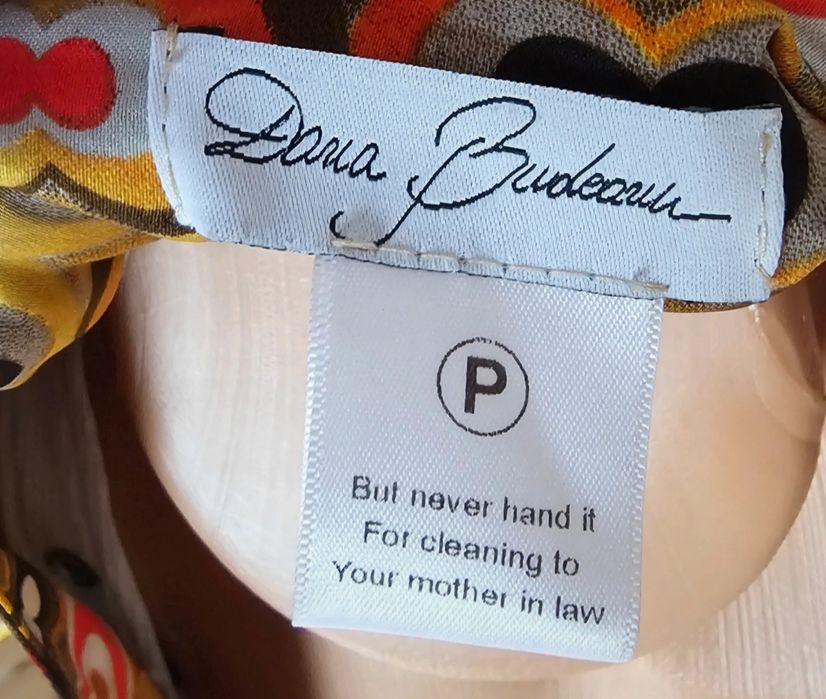 Dana Budeanu
P
But never hand it
For cleaning to
Your mother in law